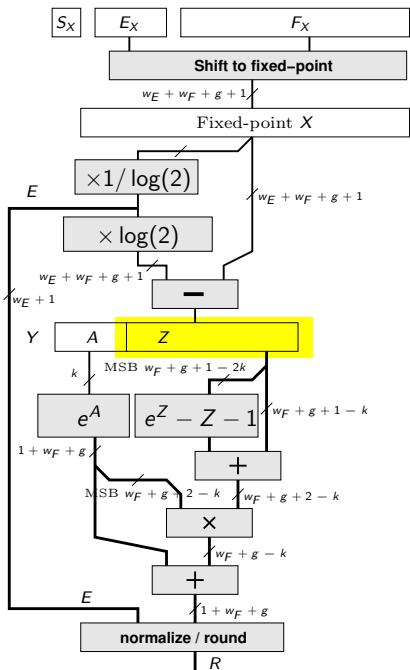 S_X E_X F_X
Shift to fixed–point
w_E + w_F + g + 1
Fixed-point X
×1/ log(2)
E
w_E + w_F + g + 1
× log(2)
w_E + w_F + g + 1
w_E + 1
−
Y A Z
MSB w_F + g + 1 − 2k
k
e^A e^Z − Z − 1
w_F + g + 1 − k
1 + w_F + g
+
MSB w_F + g + 2 − k
w_F + g + 2 − k
×
w_F + g − k
+
E
1 + w_F + g
normalize / round
R